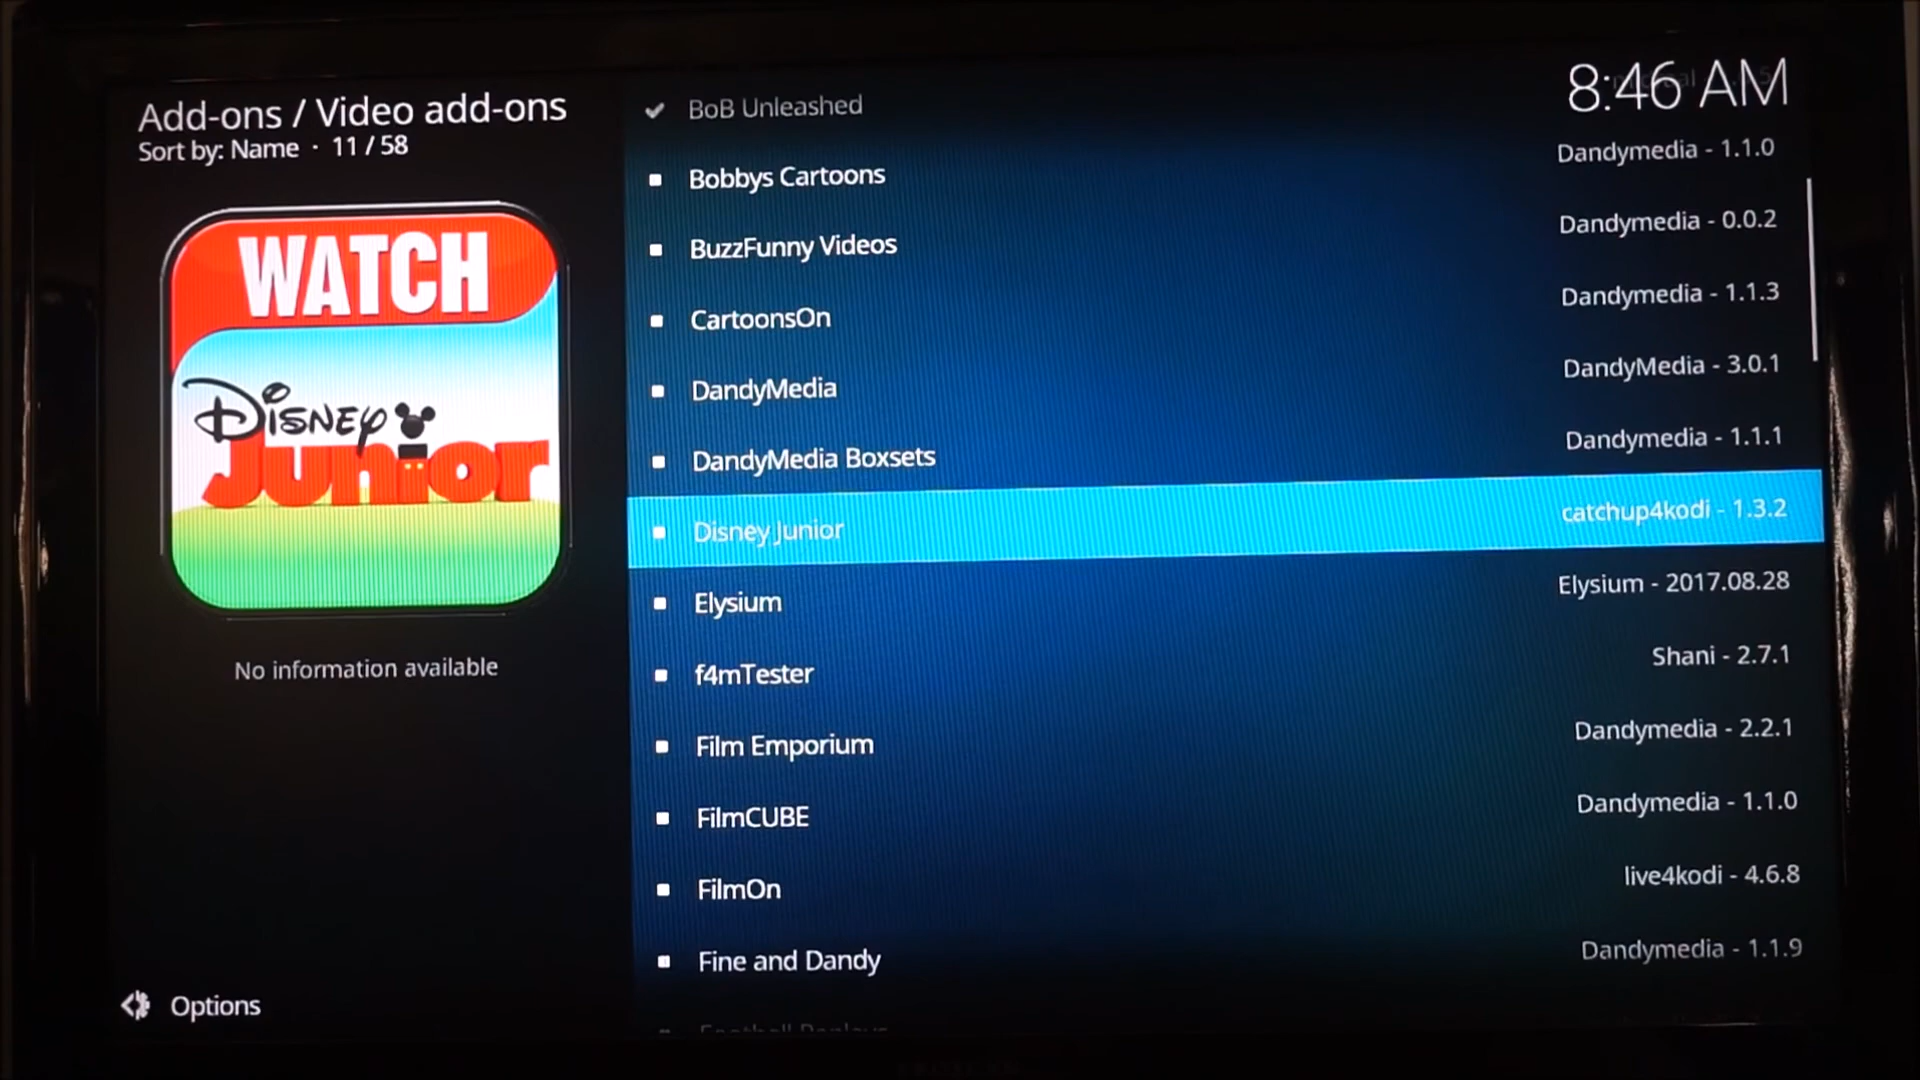 8:46 AM
Add-ons / Video add-ons
Sort by: Name · 11 / 58
WATCH
Disney
Junior
No information available
Options
BoB Unleashed
Bobbys Cartoons
Dandymedia - 1.1.0
BuzzFunny Videos
Dandymedia - 0.0.2
CartoonsOn
Dandymedia - 1.1.3
DandyMedia
DandyMedia - 3.0.1
DandyMedia Boxsets
Dandymedia - 1.1.1
Disney Junior
catchup4kodi - 1.3.2
Elysium
Elysium - 2017.08.28
f4mTester
Shani - 2.7.1
Film Emporium
Dandymedia - 2.2.1
FilmCUBE
Dandymedia - 1.1.0
FilmOn
live4kodi - 4.6.8
Fine and Dandy
Dandymedia - 1.1.9